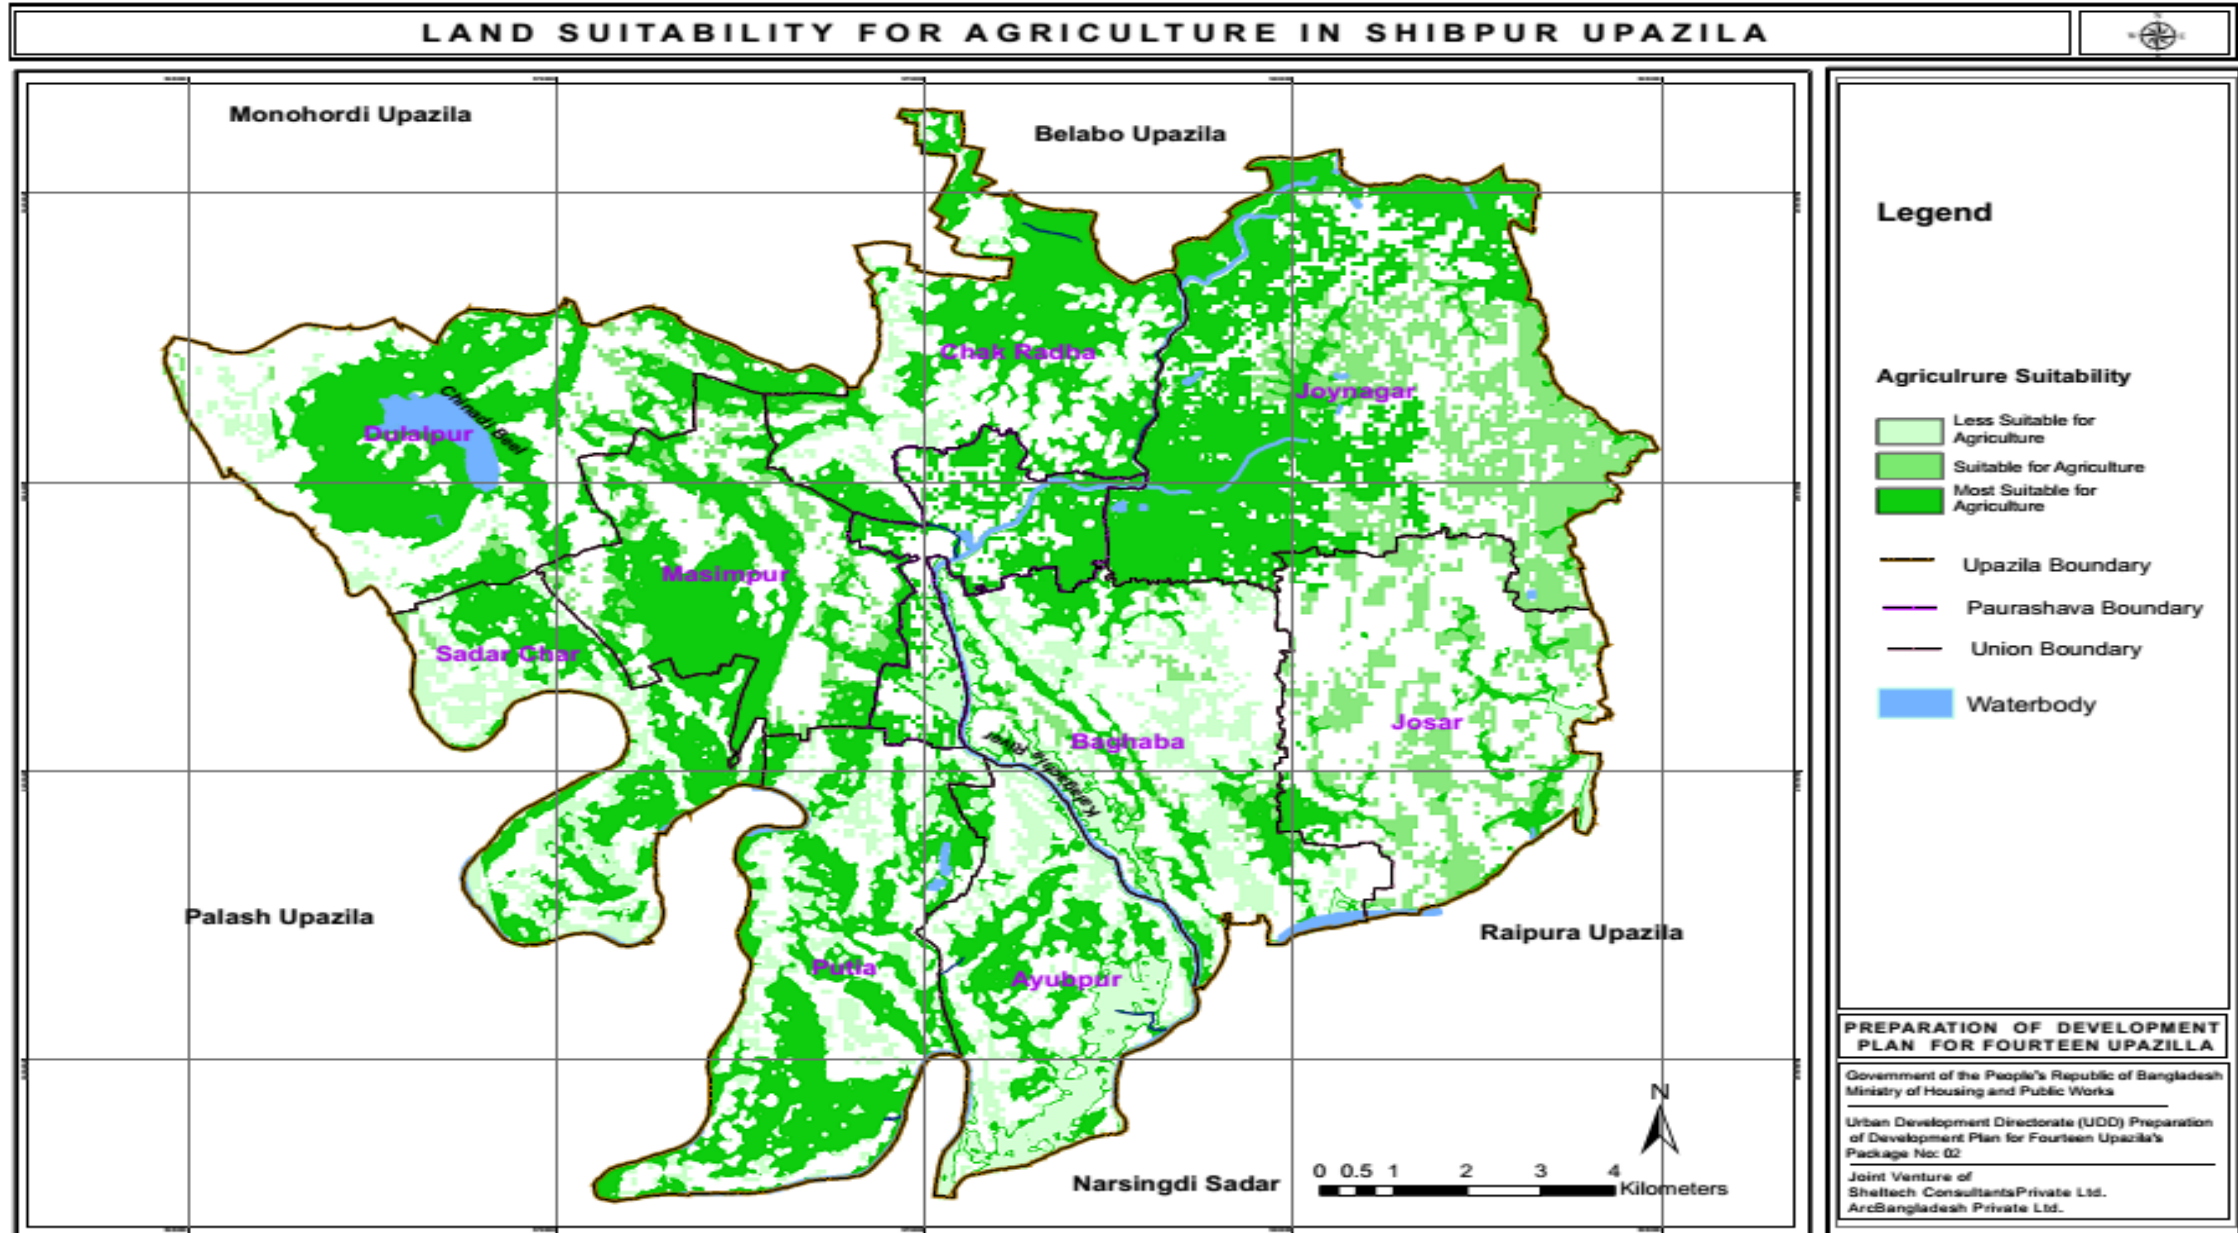 LAND SUITABILITY FOR AGRICULTURE IN SHIBPUR UPAZILA
Monohordi Upazila
Belabo Upazila
Chak Radha
Joynagar
Chinadi Beel
Dulalpur
Masimpur
Sadar Char
Josar
Baghaba
Kalagachia River
Palash Upazila
Raipura Upazila
Putia
Ayubpur
Narsingdi Sadar
N
0 0.5 1 2 3 4
Kilometers
Legend
Agriculrure Suitability
Less Suitable for
Agriculture
Suitable for Agriculture
Most Suitable for
Agriculture
Upazila Boundary
Paurashava Boundary
Union Boundary
Waterbody
PREPARATION OF DEVELOPMENT
PLAN FOR FOURTEEN UPAZILLA
Government of the People's Republic of Bangladesh
Ministry of Housing and Public Works
Urban Development Directorate (UDD) Preparation
of Development Plan for Fourteen Upazila's
Package No: 02
Joint Venture of
Sheltech ConsultantsPrivate Ltd.
ArcBangladesh Private Ltd.